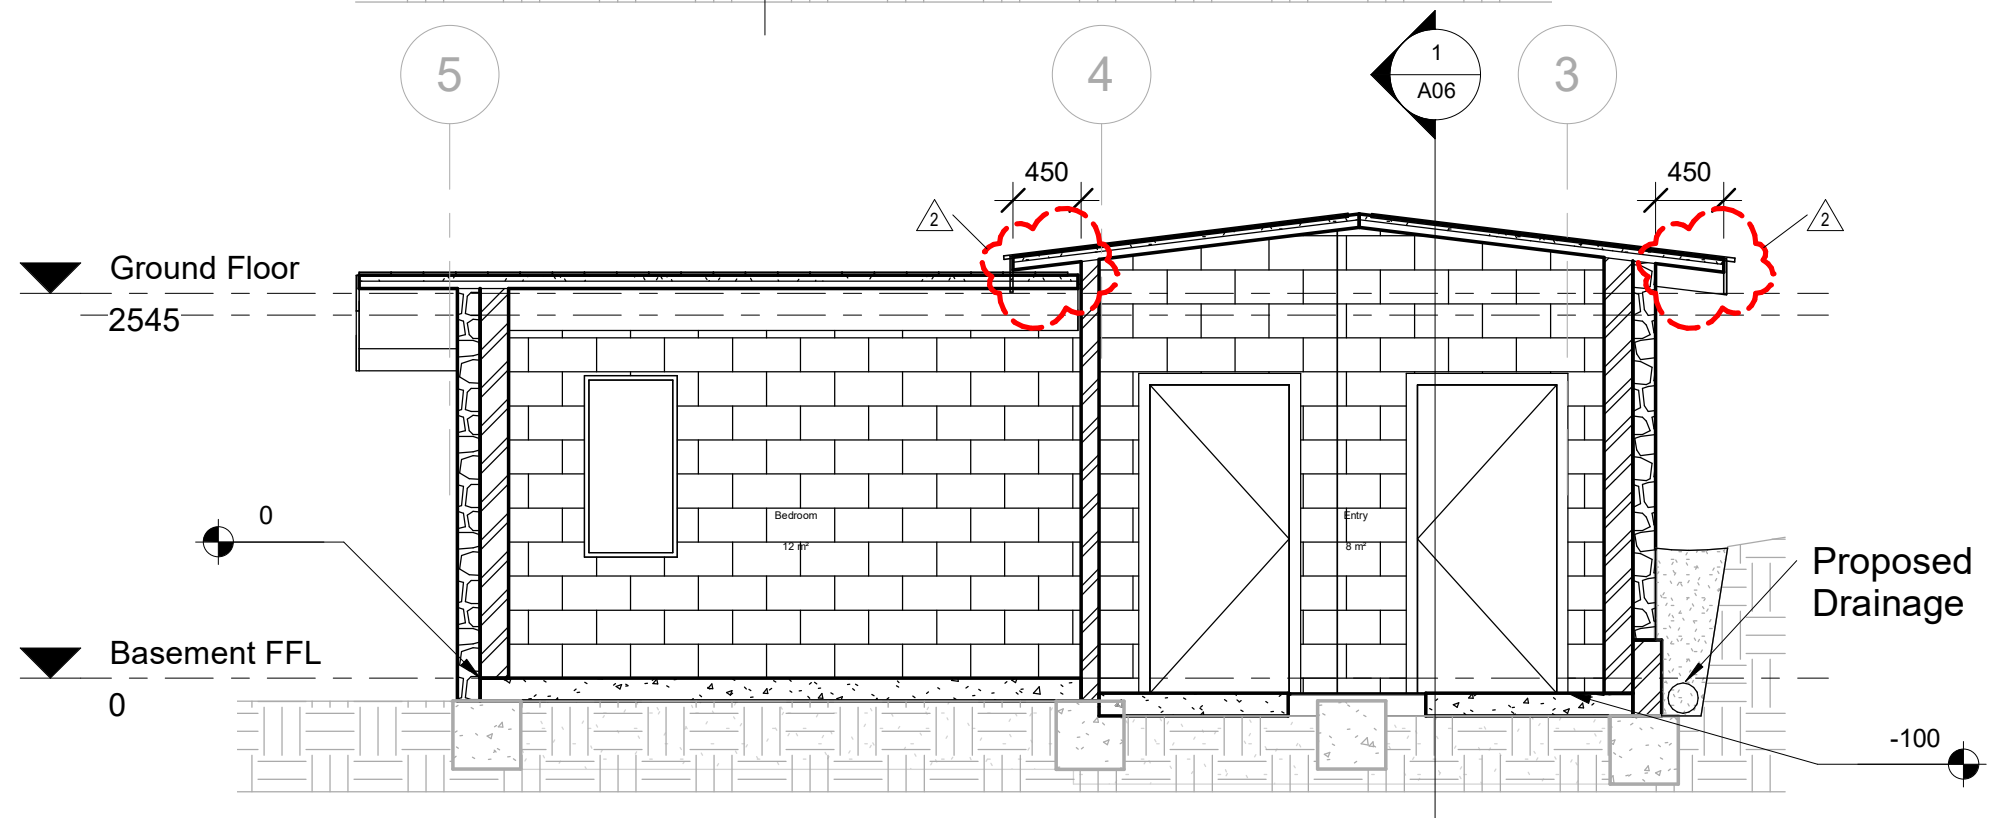 5
4
1
A06
3
450
450
2
2
Ground Floor
2545
0
Bedroom
12 m²
Entry
8 m²
Proposed
Drainage
Basement FFL
0
-100